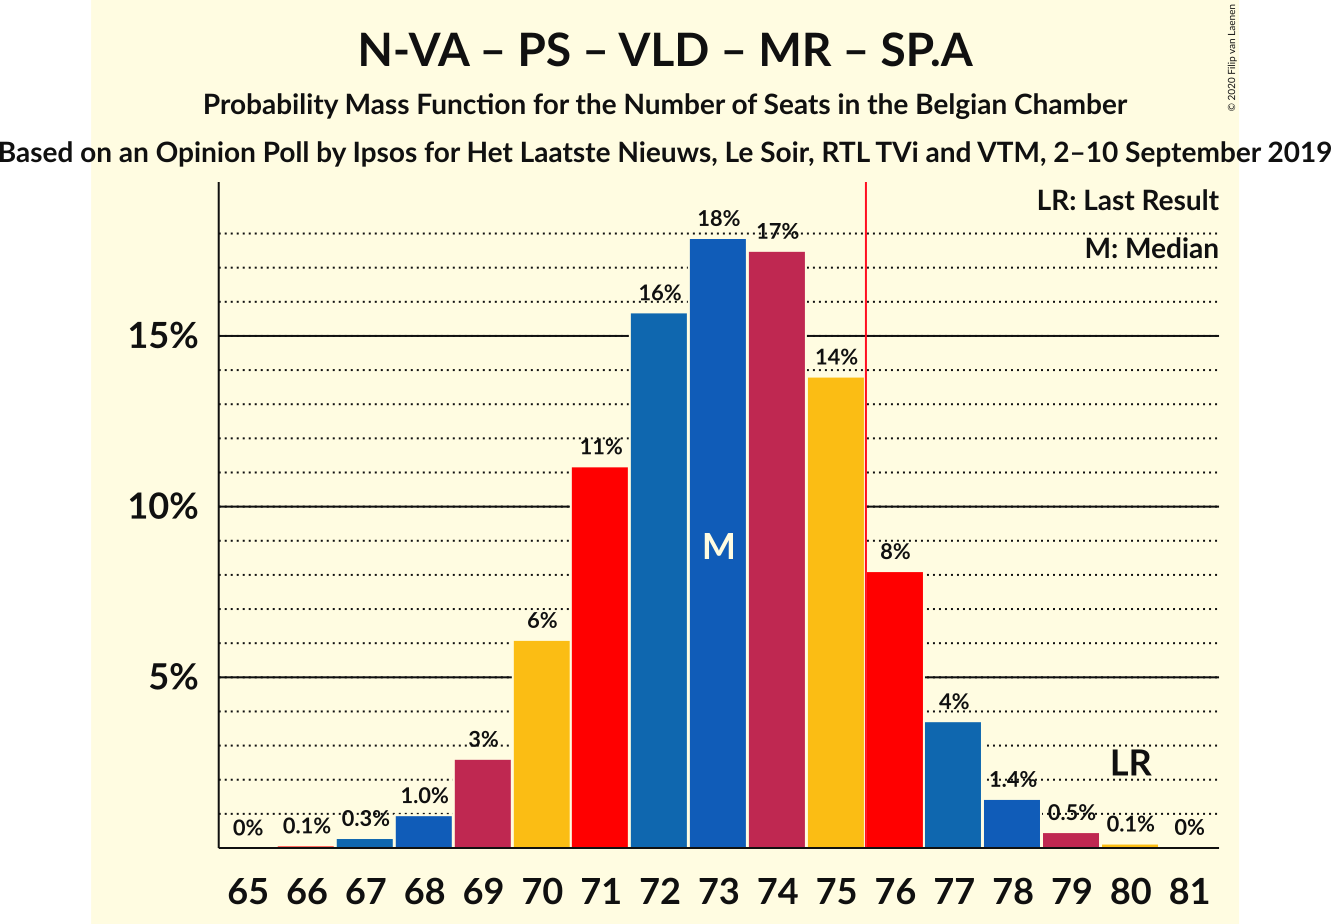 N-VA – PS – VLD – MR – SP.A
Probability Mass Function for the Number of Seats in the Belgian Chamber
Based on an Opinion Poll by Ipsos for Het Laatste Nieuws, Le Soir, RTL TVi and VTM, 2–10 September 2019
© 2020 Filip van Laenen
LR: Last Result
M: Median
15%
10%
5%
0%
0.1%
0.3%
1.0%
3%
6%
11%
16%
18%
17%
14%
8%
4%
1.4%
0.5%
0.1%
0%
M
LR
65 66 67 68 69 70 71 72 73 74 75 76 77 78 79 80 81